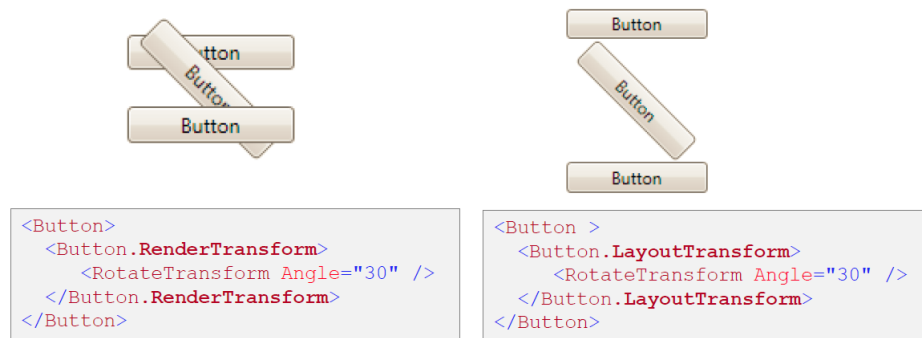 Button
Button
Button
Button
Button
<Button>
  <Button.RenderTransform>
     <RotateTransform Angle="30" />
  </Button.RenderTransform>
</Button>
<Button >
  <Button.LayoutTransform>
     <RotateTransform Angle="30" />
  </Button.LayoutTransform>
</Button>